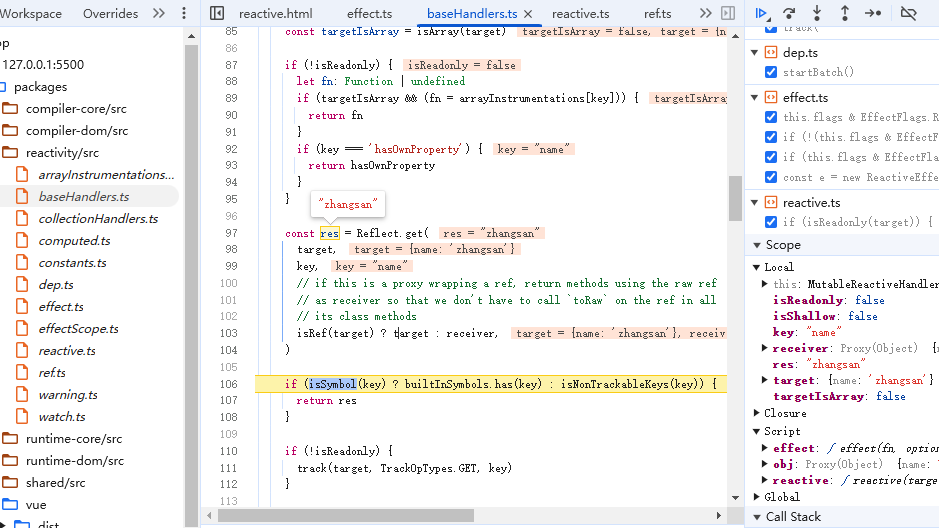 Workspace Overrides
op
127.0.0.1:5500
packages
compiler-core/src
compiler-dom/src
reactivity/src
arrayInstrumentations...
baseHandlers.ts
collectionHandlers.ts
computed.ts
constants.ts
dep.ts
effect.ts
effectScope.ts
reactive.ts
ref.ts
warning.ts
watch.ts
runtime-core/src
runtime-dom/src
shared/src
vue
dist
reactive.html effect.ts baseHandlers.ts reactive.ts ref.ts
85 const targetIsArray = isArray(target) targetIsArray = false, target = {n
86
87 if (!isReadonly) { isReadonly = false
88 let fn: Function | undefined
89 if (targetIsArray && (fn = arrayInstrumentations[key])) { targetIsArray
90 return fn
91 }
92 if (key === 'hasOwnProperty') { key = "name"
93 return hasOwnProperty
94 }
95 }
"zhangsan"
96
97 const res = Reflect.get( res = "zhangsan"
98 target, target = {name: 'zhangsan'}
99 key, key = "name"
100 // if this is a proxy wrapping a ref, return methods using the raw ref
101 // as receiver so that we don't have to call `toRaw` on the ref in all
102 // its class methods
103 isRef(target) ? target : receiver, target = {name: 'zhangsan'}, receiv
104 )
105
106 if (isSymbol(key) ? builtInSymbols.has(key) : isNonTrackableKeys(key)) {
107 return res
108 }
109
110 if (!isReadonly) {
111 track(target, TrackOpTypes.GET, key)
112 }
113
track(
dep.ts
startBatch()
effect.ts
this.flags & EffectFlags.R
if (!(this.flags & EffectF
if (this.flags & EffectFla
const e = new ReactiveEffe
reactive.ts
if (isReadonly(target)) {
Scope
Local
this: MutableReactiveHandler
isReadonly: false
isShallow: false
key: "name"
receiver: Proxy(Object) {n
res: "zhangsan"
target: {name: 'zhangsan'}
targetIsArray: false
Closure
Script
effect: ƒ effect(fn, option
obj: Proxy(Object) {name:
reactive: ƒ reactive(targe
Global
Call Stack